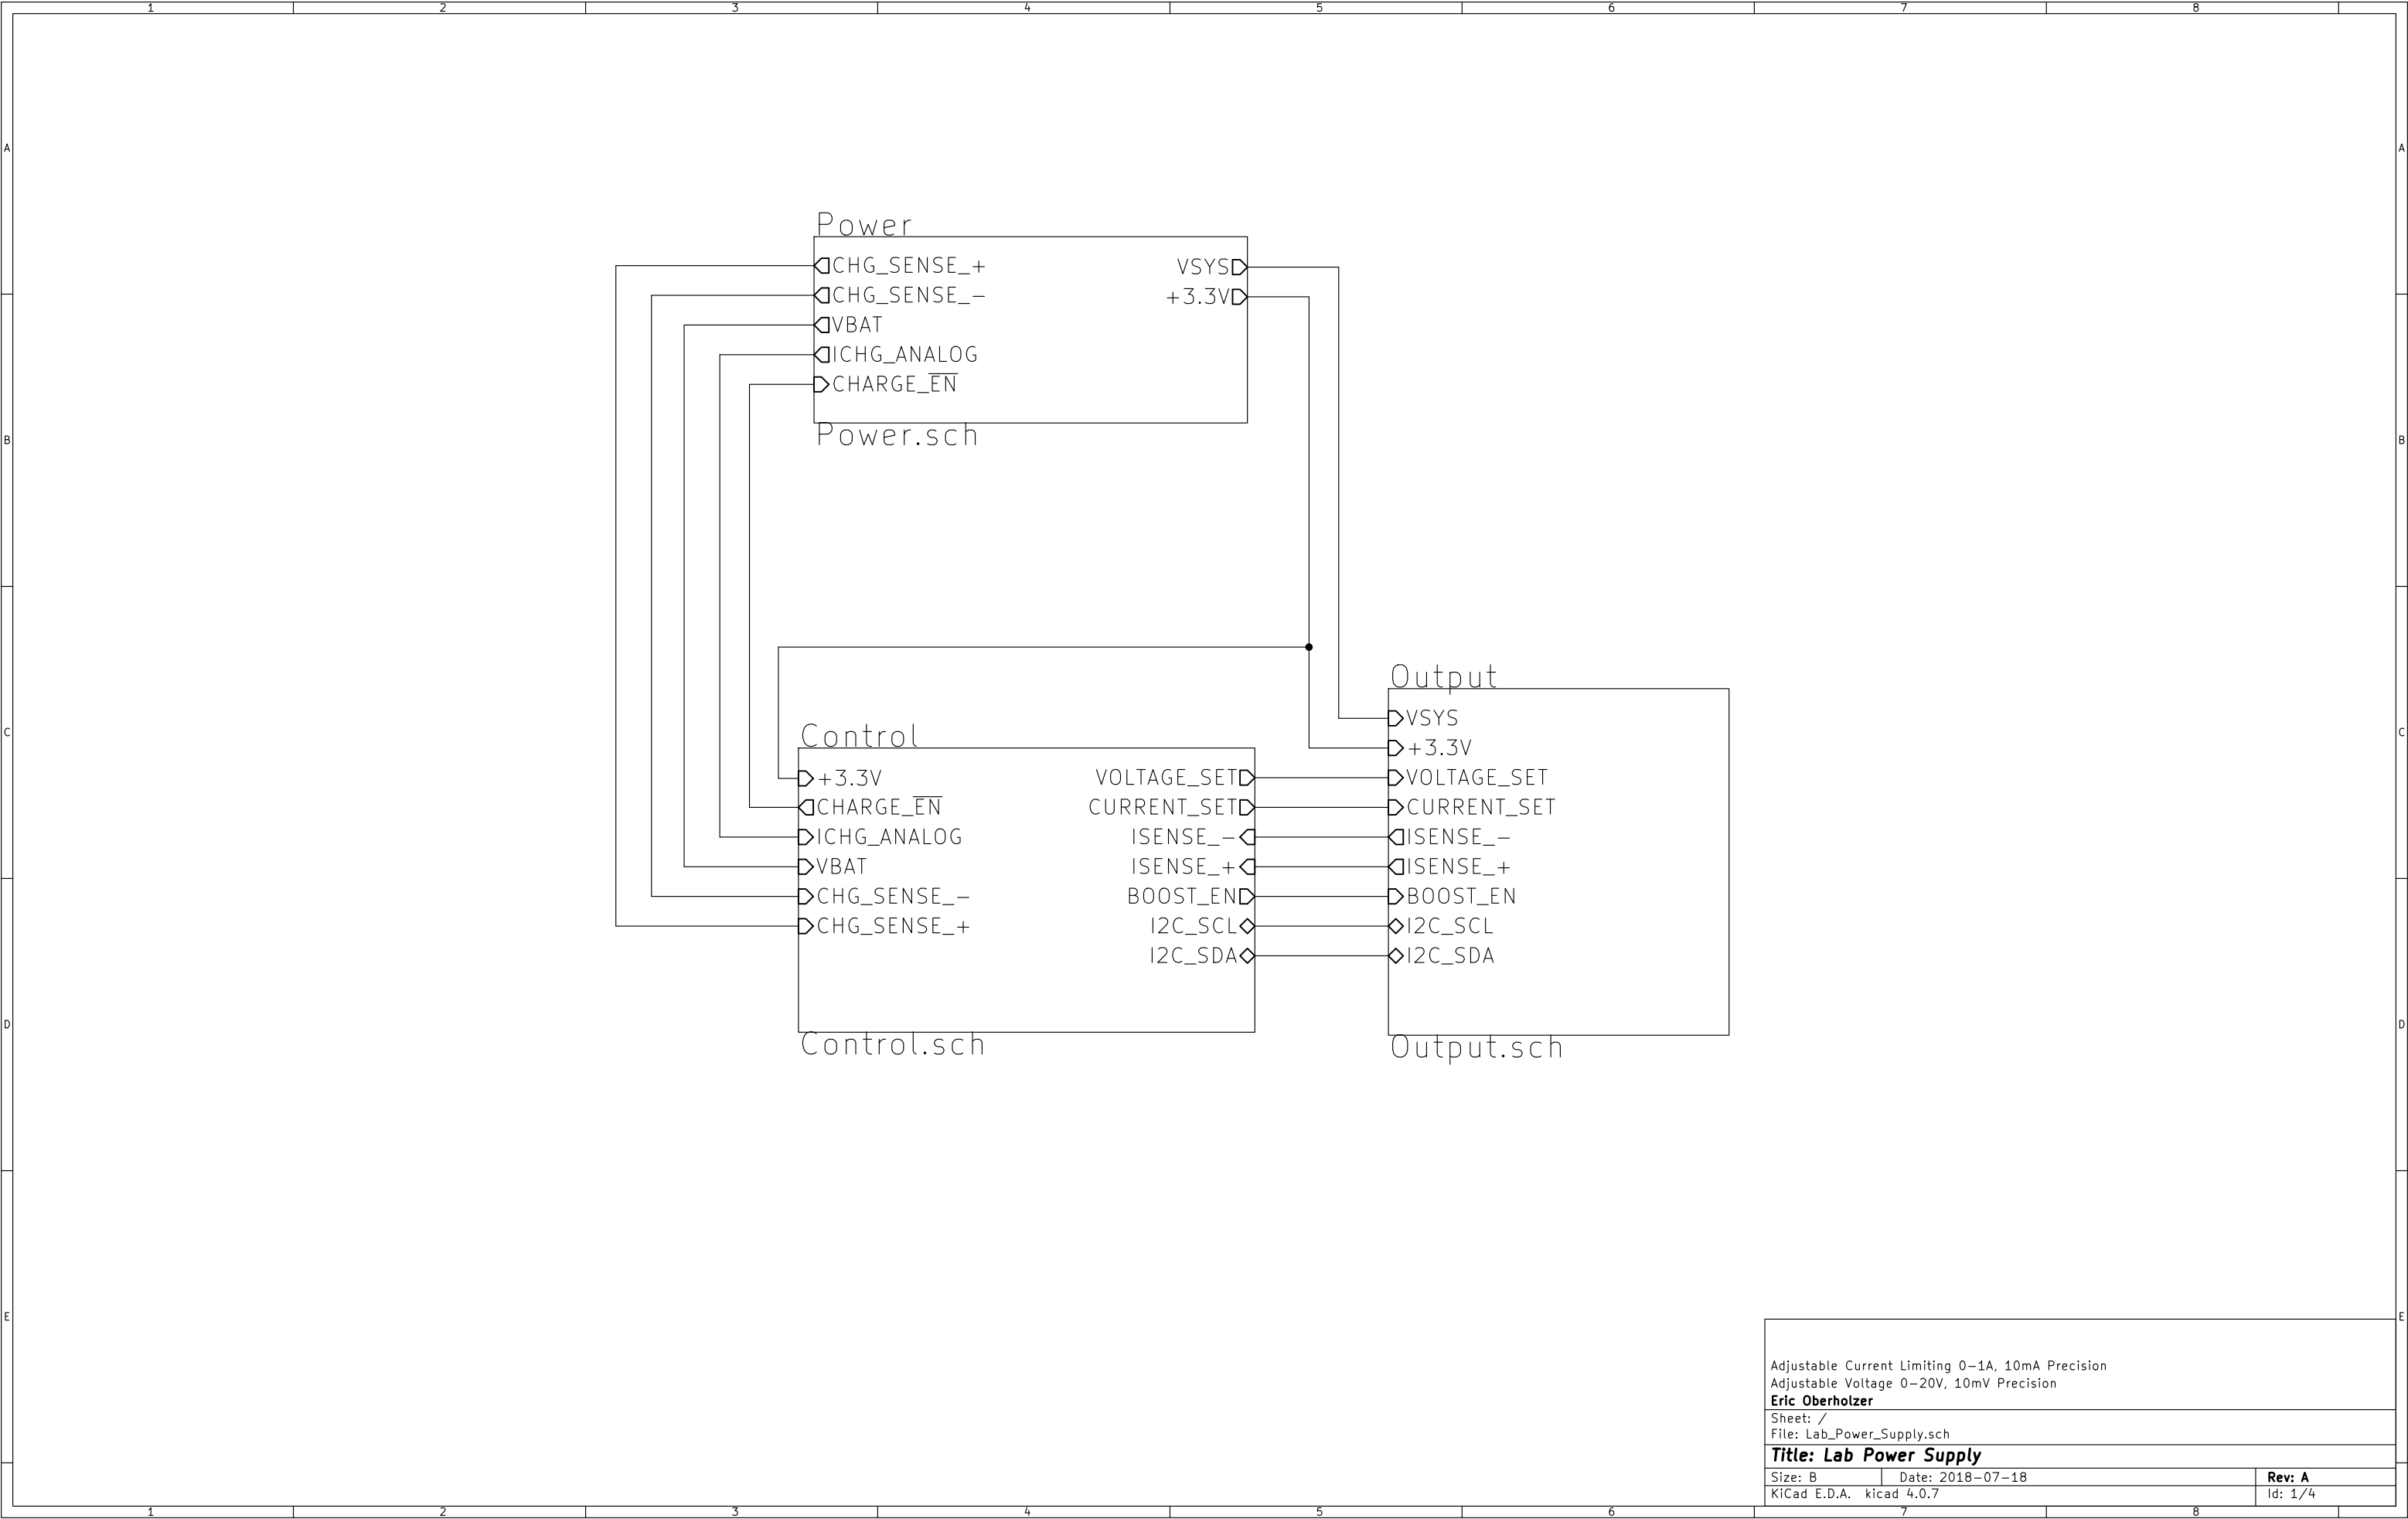 1 2 3 4 5 6 7 8
A A
Power
CHG_SENSE_+ VSYS
CHG_SENSE_- +3.3V
VBAT
ICHG_ANALOG
CHARGE_EN
Power.sch
B B
Output
VSYS
C C
Control
+3.3V
+3.3V VOLTAGE_SET VOLTAGE_SET
CHARGE_EN CURRENT_SET CURRENT_SET
ICHG_ANALOG ISENSE_- ISENSE_-
VBAT ISENSE_+ ISENSE_+
CHG_SENSE_- BOOST_EN BOOST_EN
CHG_SENSE_+ I2C_SCL I2C_SCL
I2C_SDA I2C_SDA
D D
Control.sch Output.sch
E E
Adjustable Current Limiting 0-1A, 10mA Precision
Adjustable Voltage 0-20V, 10mV Precision
Eric Oberholzer
Sheet: /
File: Lab_Power_Supply.sch
Title: Lab Power Supply
Size: B Date: 2018-07-18 Rev: A
KiCad E.D.A. kicad 4.0.7 Id: 1/4
1 2 3 4 5 6 7 8